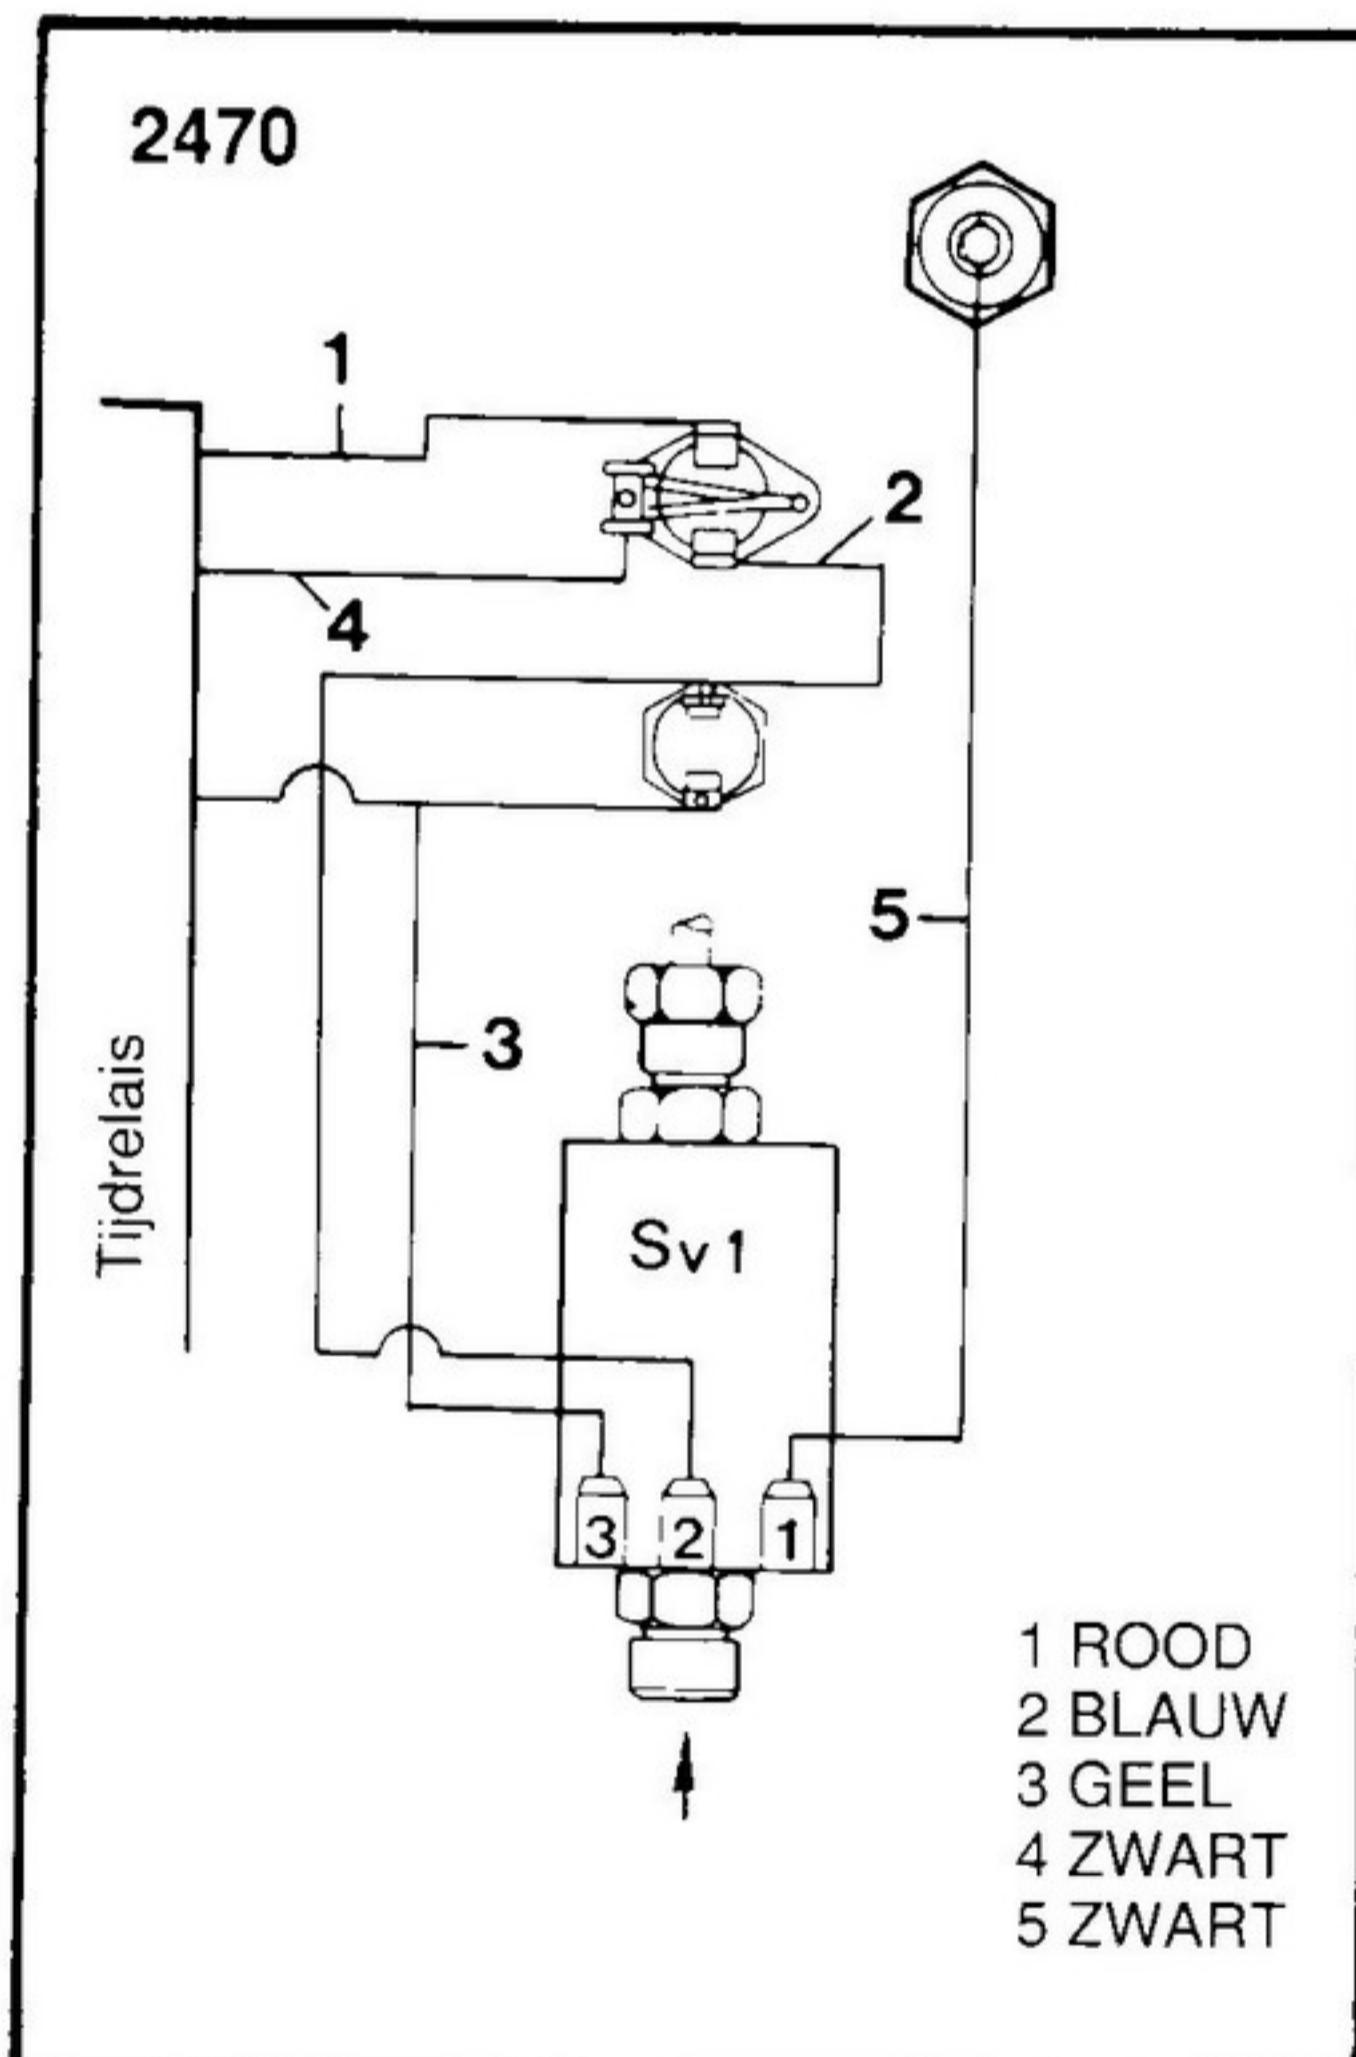 2470
1
2
4
5
3
Tijdrelais
Sv1
3 2 1
1 ROOD
2 BLAUW
3 GEEL
4 ZWART
5 ZWART